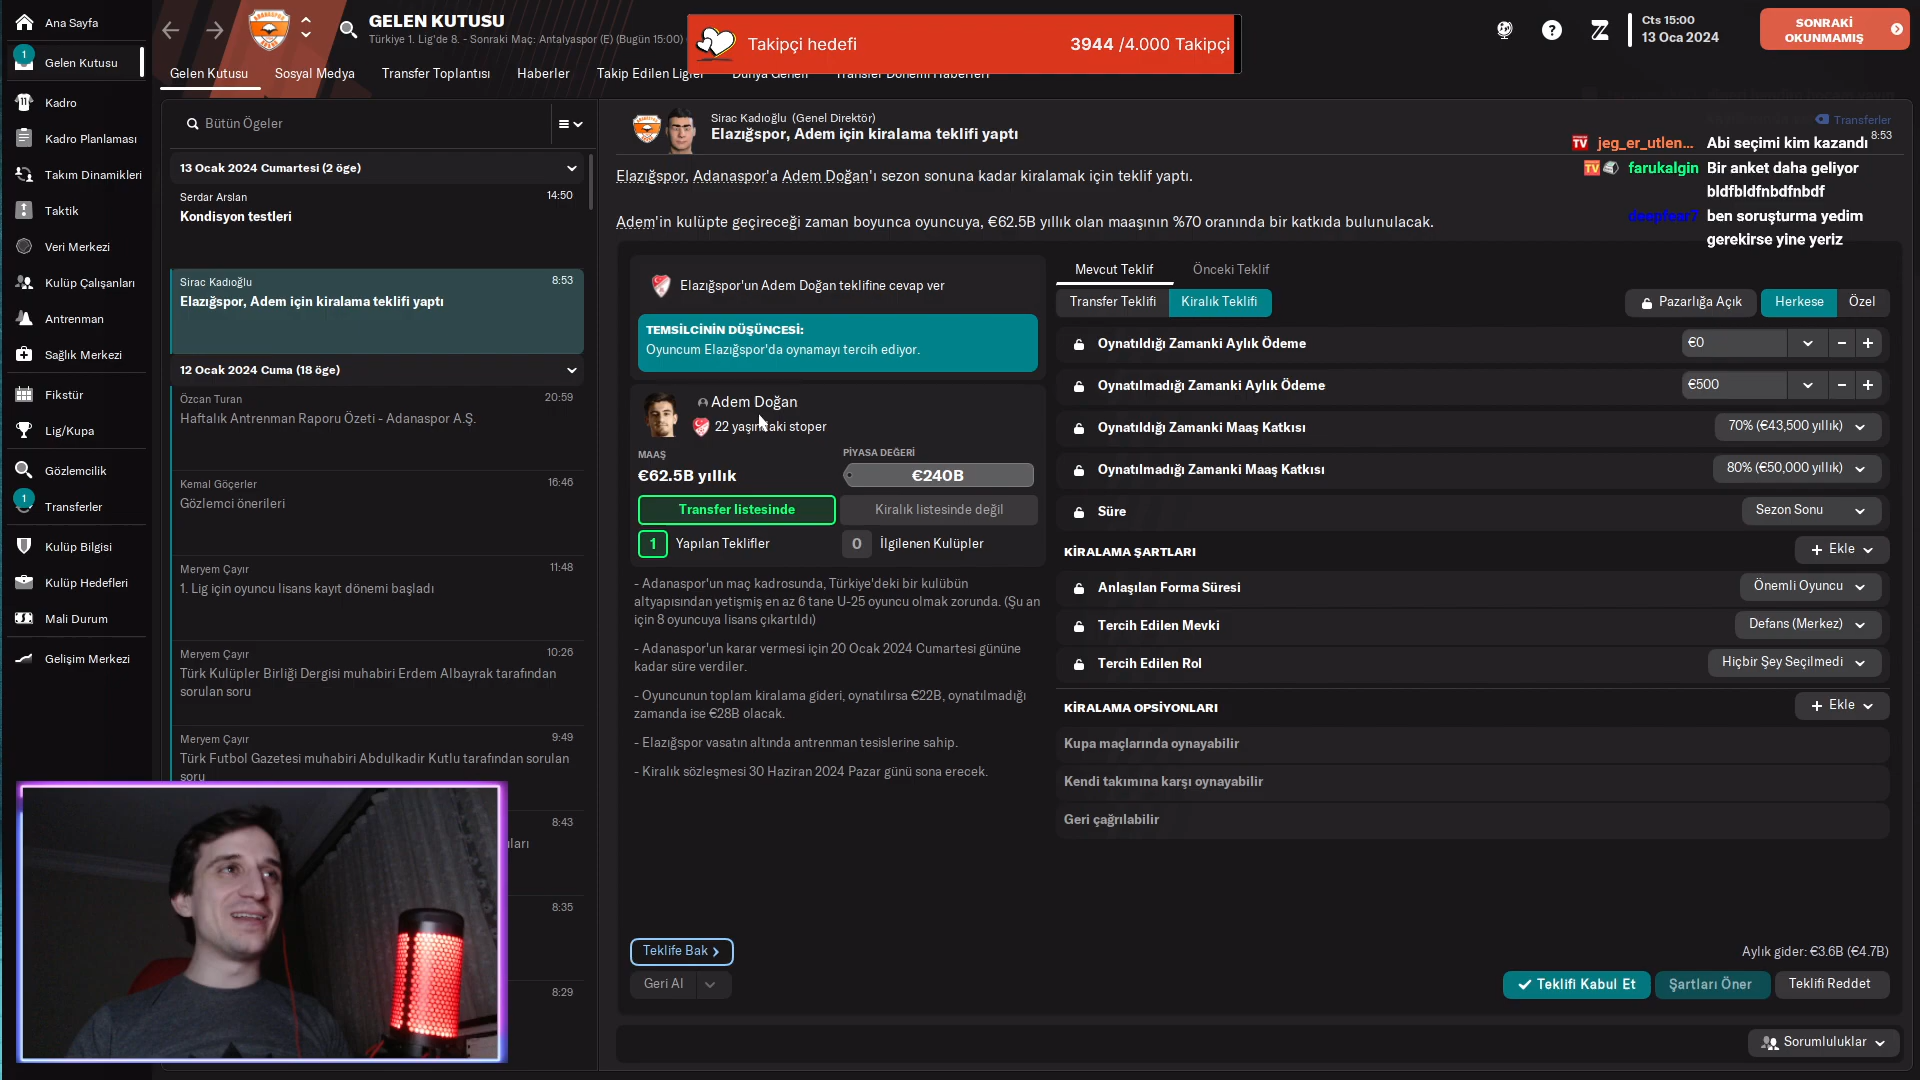 Ana Sayfa
1
Gelen Kutusu
Kadro
Kadro Planlaması
Takım Dinamikleri
Taktik
Veri Merkezi
Kulüp Çalışanları
Antrenman
Sağlık Merkezi
Fikstür
Lig/Kupa
Gözlemcilik
1
Transferler
Kulüp Bilgisi
Kulüp Hedefleri
Mali Durum
Gelişim Merkezi
GELEN KUTUSU
Türkiye 1. Lig'de 8. - Sonraki Maç: Antalyaspor (E) (Bugün 15:00)
Takipçi hedefi
3944 /4.000 Takipçi
Cts 15:00
13 Oca 2024
SONRAKİ
OKUNMAMIŞ
Gelen Kutusu
Sosyal Medya
Transfer Toplantısı
Haberler
Takip Edilen Ligler
Dünya Geneli
Transfer Dönemi Haberleri
Bütün Ögeler
13 Ocak 2024 Cumartesi (2 öge)
Serdar Arslan 14:50
Kondisyon testleri
Sirac Kadıoğlu 8:53
Elazığspor, Adem için kiralama teklifi yaptı
12 Ocak 2024 Cuma (18 öge)
Özcan Turan 20:59
Haftalık Antrenman Raporu Özeti - Adanaspor A.Ş.
Kemal Göçerler 16:46
Gözlemci önerileri
Meryem Çayır 11:48
1. Lig için oyuncu lisans kayıt dönemi başladı
Meryem Çayır 10:26
Türk Kulüpler Birliği Dergisi muhabiri Erdem Albayrak tarafından
sorulan soru
Meryem Çayır 9:49
Türk Futbol Gazetesi muhabiri Abdulkadir Kutlu tarafından sorulan
soru
8:43
8:35
8:29
Sirac Kadıoğlu (Genel Direktör)
Elazığspor, Adem için kiralama teklifi yaptı
Transferler
8:53
jeg_er_utlen... Abi seçimi kim kazandı
farukalgin Bir anket daha geliyor
bldfbldfnbdfnbdf
deepfear7 ben soruşturma yedim
gerekirse yine yeriz
Elazığspor, Adanaspor'a Adem Doğan'ı sezon sonuna kadar kiralamak için teklif yaptı.
Adem'in kulüpte geçireceği zaman boyunca oyuncuya, €62.5B yıllık olan maaşının %70 oranında bir katkıda bulunulacak.
Elazığspor'un Adem Doğan teklifine cevap ver
TEMSİLCİNİN DÜŞÜNCESİ:
Oyuncum Elazığspor'da oynamayı tercih ediyor.
Adem Doğan
22 yaşındaki stoper
MAAŞ
€62.5B yıllık
PİYASA DEĞERİ
€240B
Transfer listesinde
Kiralık listesinde değil
1 Yapılan Teklifler
0 İlgilenen Kulüpler
- Adanaspor'un maç kadrosunda, Türkiye'deki bir kulübün
altyapısından yetişmiş en az 6 tane U-25 oyuncu olmak zorunda. (Şu an
için 8 oyuncuya lisans çıkartıldı)
- Adanaspor'un karar vermesi için 20 Ocak 2024 Cumartesi gününe
kadar süre verdiler.
- Oyuncunun toplam kiralama gideri, oynatılırsa €22B, oynatılmadığı
zamanda ise €28B olacak.
- Elazığspor vasatın altında antrenman tesislerine sahip.
- Kiralık sözleşmesi 30 Haziran 2024 Pazar günü sona erecek.
Teklife Bak
Geri Al
Mevcut Teklif
Önceki Teklif
Transfer Teklifi
Kiralık Teklifi
Pazarlığa Açık
Herkese
Özel
Oynatıldığı Zamanki Aylık Ödeme €0
Oynatılmadığı Zamanki Aylık Ödeme €500
Oynatıldığı Zamanki Maaş Katkısı 70% (€43,500 yıllık)
Oynatılmadığı Zamanki Maaş Katkısı 80% (€50,000 yıllık)
Süre Sezon Sonu
KİRALAMA ŞARTLARI Ekle
Anlaşılan Forma Süresi Önemli Oyuncu
Tercih Edilen Mevki Defans (Merkez)
Tercih Edilen Rol Hiçbir Şey Seçilmedi
KİRALAMA OPSİYONLARI Ekle
Kupa maçlarında oynayabilir
Kendi takımına karşı oynayabilir
Geri çağrılabilir
Aylık gider: €3.6B (€4.7B)
Teklifi Kabul Et
Şartları Öner
Teklifi Reddet
Sorumluluklar